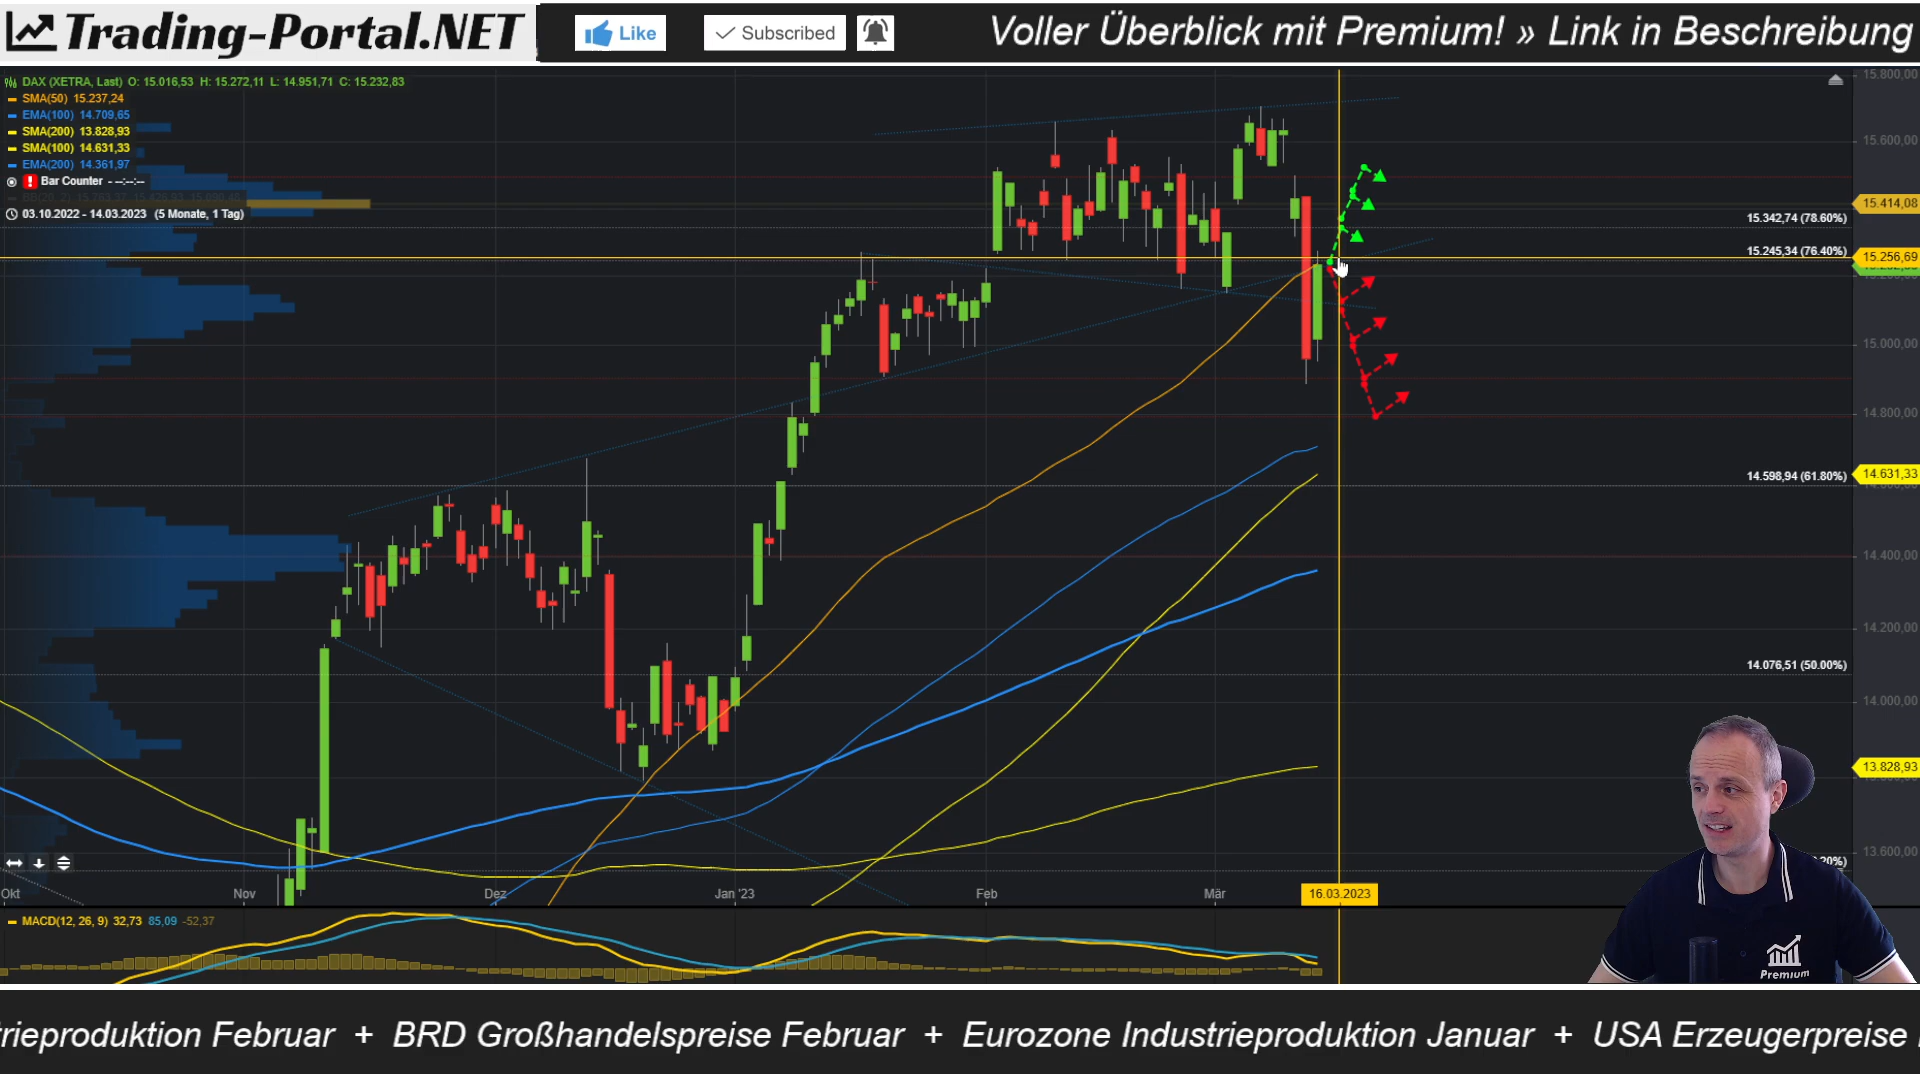 Trading-Portal.NET
Like
Subscribed
Voller Überblick mit Premium! » Link in Beschreibung
DAX (XETRA, Last) O: 15.016,53 H: 15.272,11 L: 14.951,71 C: 15.232,83
SMA(50) 15.237,24
EMA(100) 14.709,65
SMA(200) 13.828,93
SMA(100) 14.631,33
EMA(200) 14.361,97
Bar Counter - --:--:--
03.10.2022 - 14.03.2023 (5 Monate, 1 Tag)
15.800,00
15.600,00
15.414,08
15.342,74 (78.60%)
15.245,34 (76.40%)
15.256,69
15.000,00
14.800,00
14.598,94 (61.80%)
14.631,33
14.400,00
14.200,00
14.076,51 (50.00%)
14.000,00
13.828,93
13.600,00
Okt
Nov
Dez
Jan '23
Feb
Mär
16.03.2023
MACD(12, 26, 9) 32,73 85,09 -52,37
Premium
rieproduktion Februar + BRD Großhandelspreise Februar + Eurozone Industrieproduktion Januar + USA Erzeugerpreise